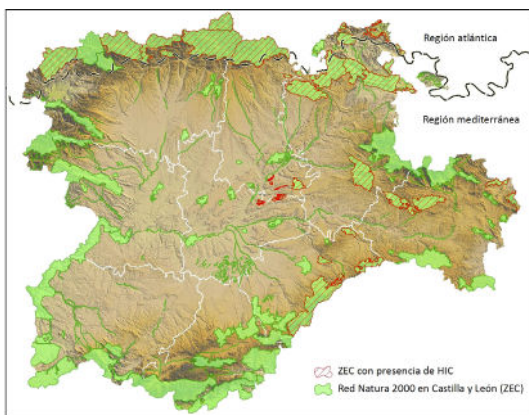 Región atlántica
Región mediterránea
ZEC con presencia de HIC
Red Natura 2000 en Castilla y León (ZEC)